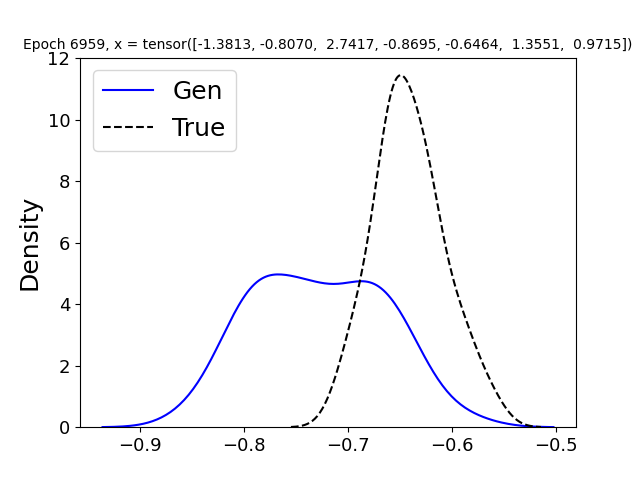 Epoch 6959, x = tensor([-1.3813, -0.8070,  2.7417, -0.8695, -0.6464,  1.3551,  0.9715])
12
Gen
True
10
8
6
4
2
0
Density
−0.9 −0.8 −0.7 −0.6 −0.5